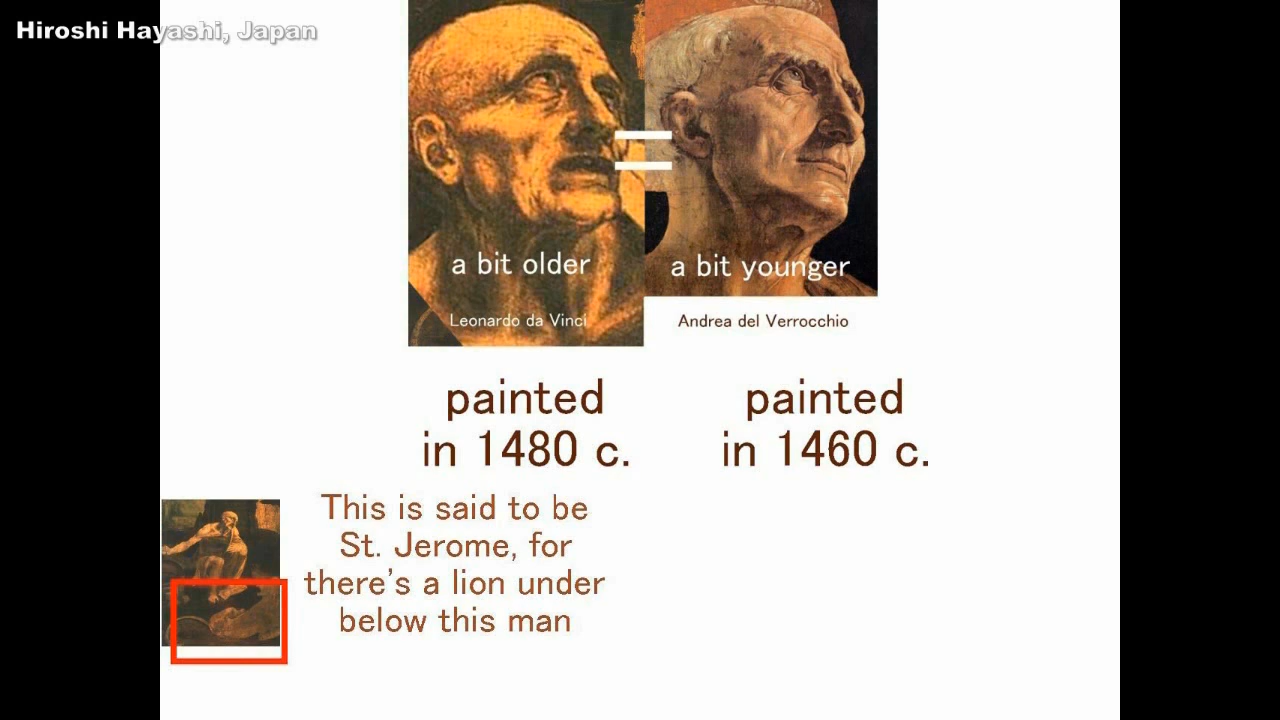 Hiroshi Hayashi, Japan
a bit older
a bit younger
Leonardo da Vinci
Andrea del Verrocchio
painted
in 1480 c.
painted
in 1460 c.
This is said to be
St. Jerome, for
there's a lion under
below this man